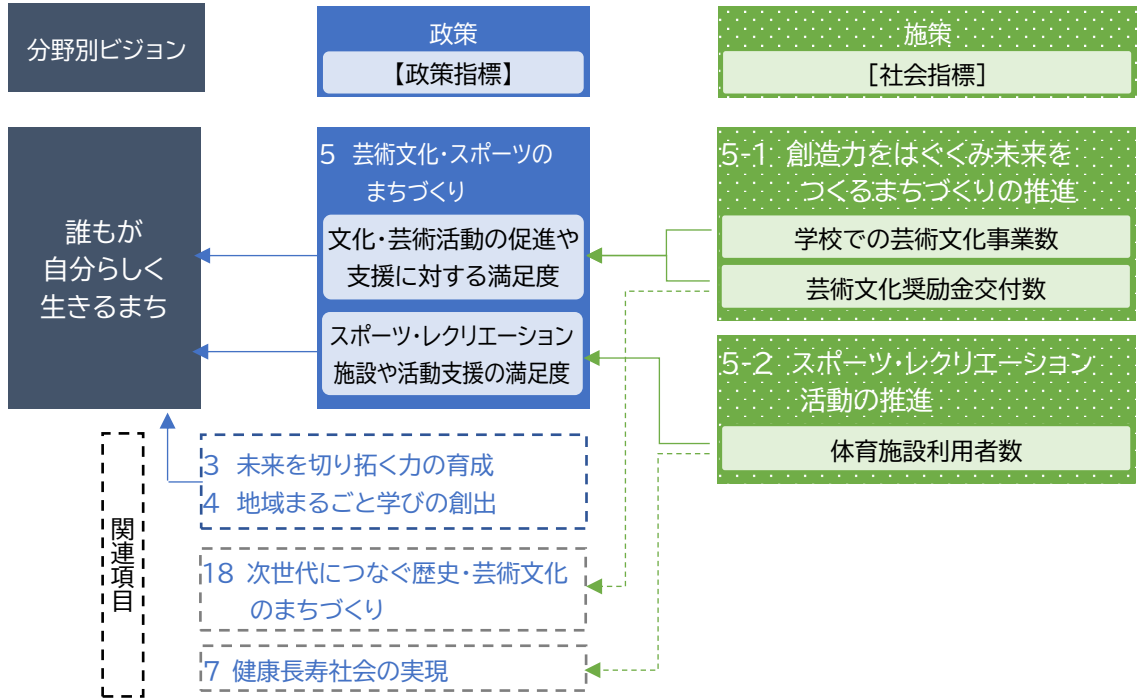 分野別ビジョン
政策
【政策指標】
施策
[社会指標]
誰もが
自分らしく
生きるまち
5 芸術文化・スポーツの
まちづくり
文化・芸術活動の促進や
支援に対する満足度
スポーツ・レクリエーション
施設や活動支援の満足度
5-1 創造力をはぐくみ未来を
つくるまちづくりの推進
学校での芸術文化事業数
芸術文化奨励金交付数
5-2 スポーツ・レクリエーション
活動の推進
体育施設利用者数
関連項目
3 未来を切り拓く力の育成
4 地域まるごと学びの創出
18 次世代につなぐ歴史・芸術文化
のまちづくり
7 健康長寿社会の実現